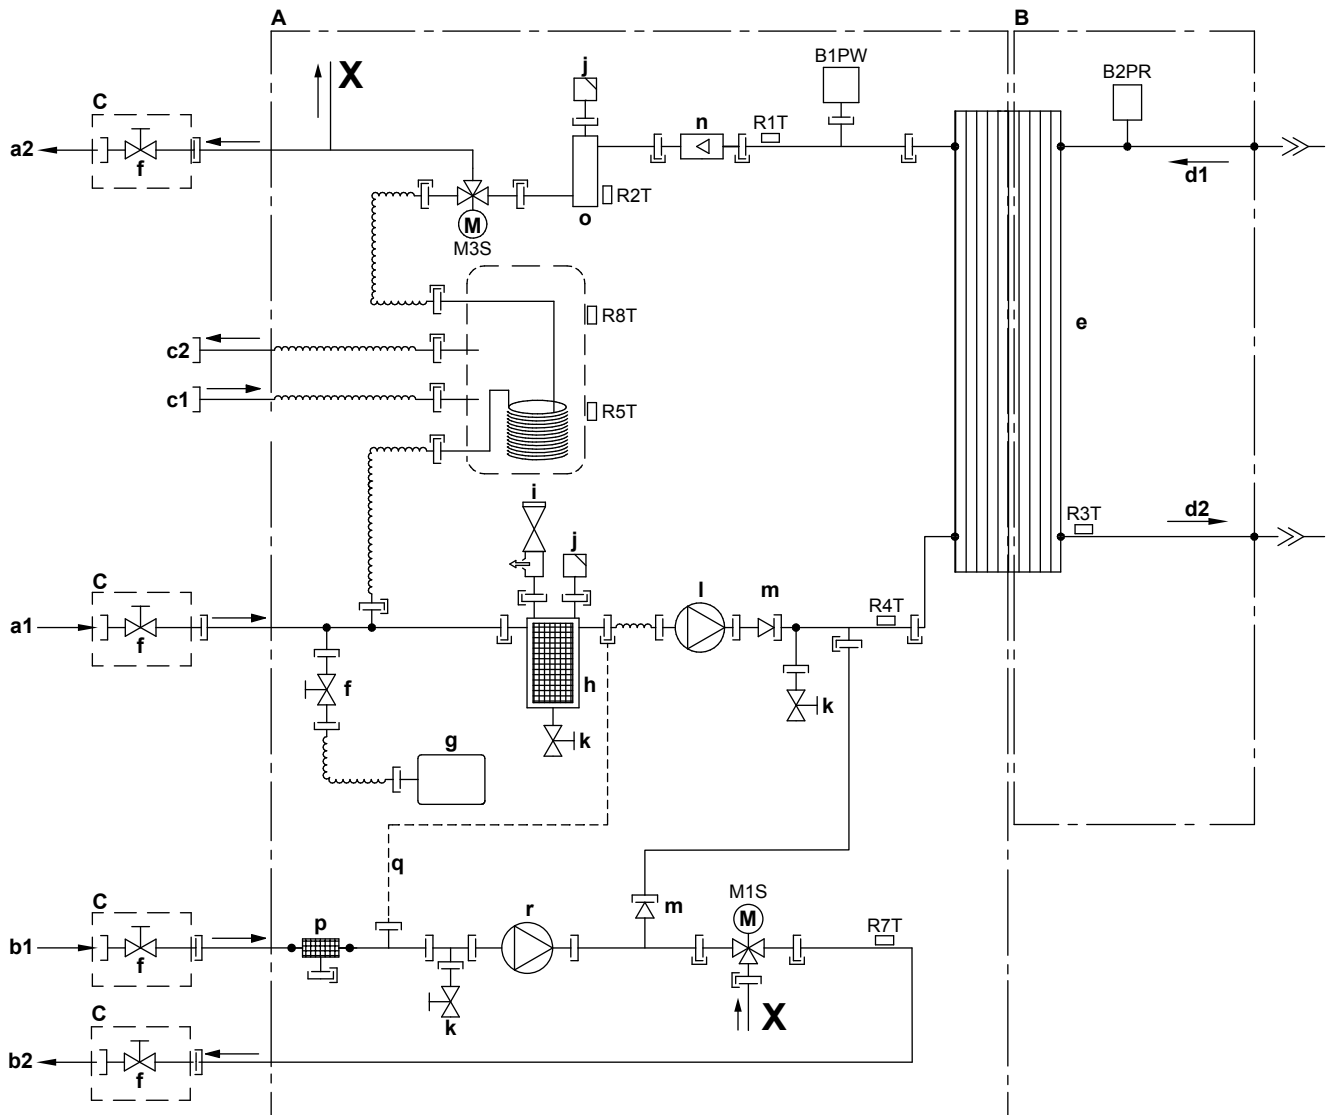 A
B
B1PW
B2PR
j
X
C
n
R1T
a2
f
d1
R2T
o
M
M3S
R8T
e
c2
c1
R5T
i
R3T
d2
j
C
l
m
R4T
a1
f
f
h
k
k
g
q
M1S
C
p
r
m
M
R7T
b1
f
k
X
C
b2
f